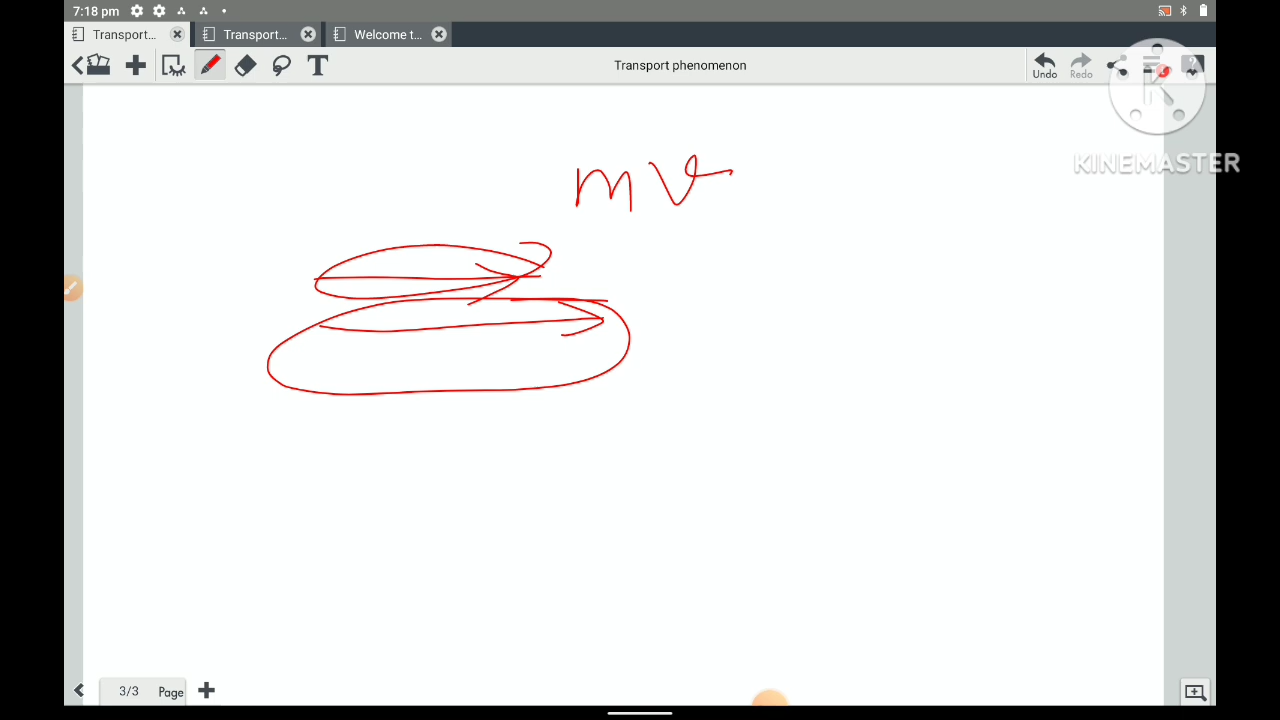 7:18 pm
Transport...
Transport...
Welcome t...
Transport phenomenon
Undo
Redo
KINEMASTER
mv
3/3 Page